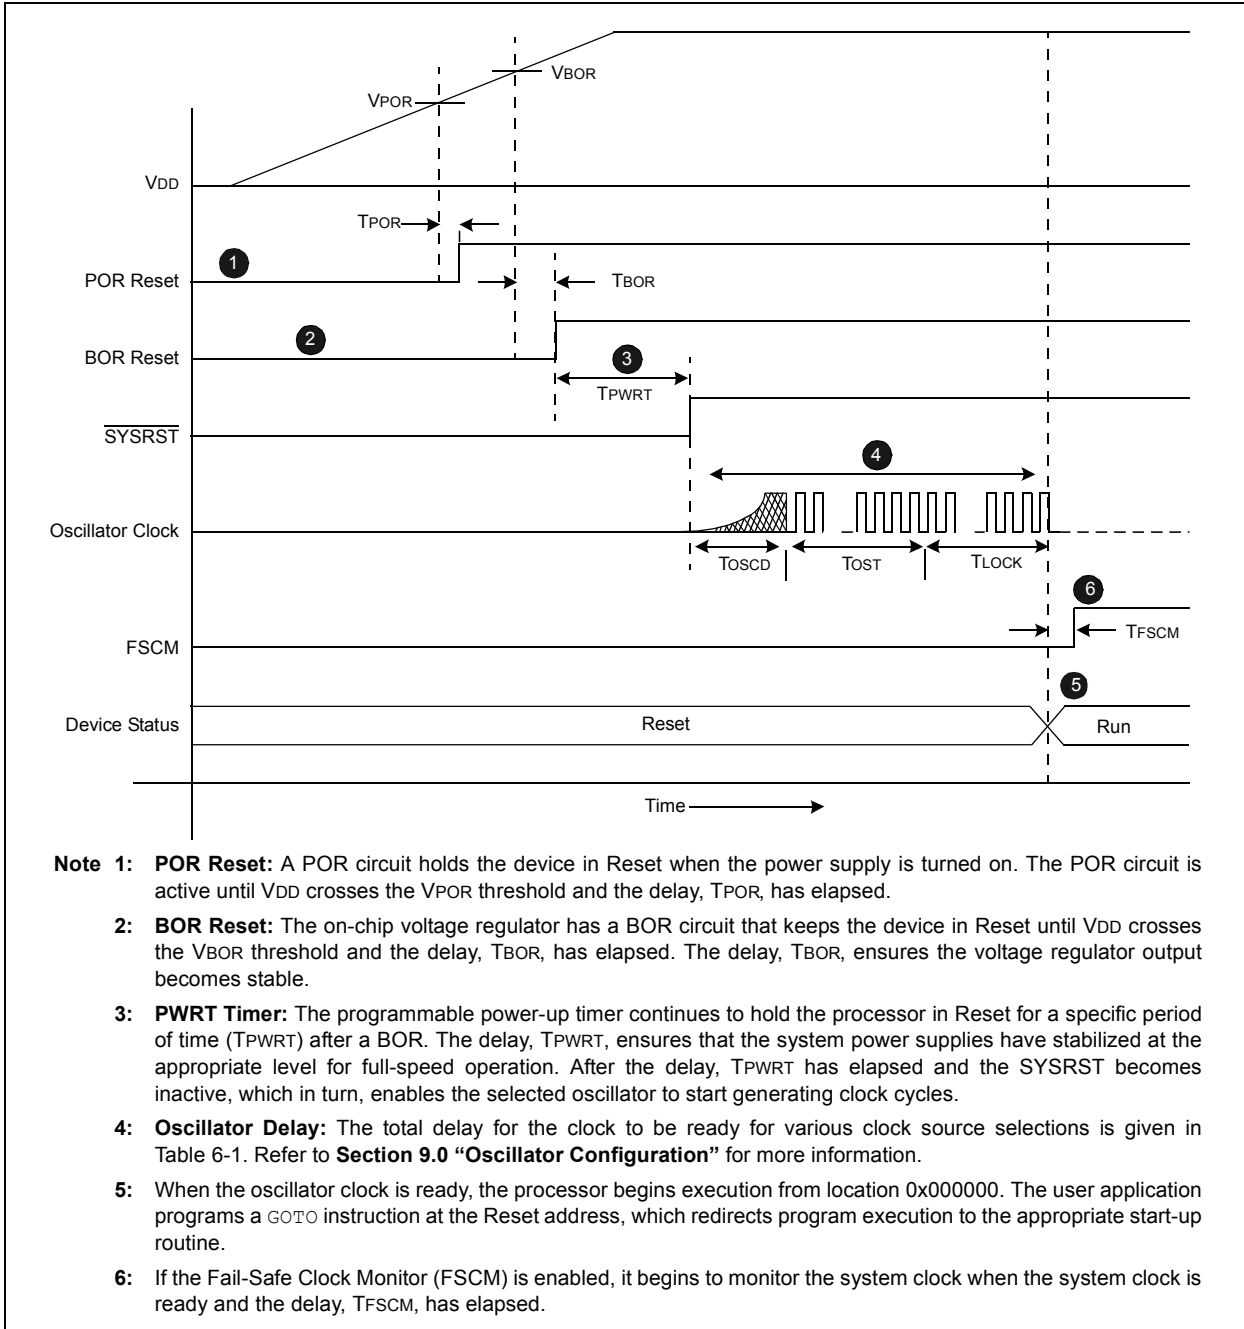 VBOR
VPOR
VDD
TPOR
1
POR Reset
TBOR
2
BOR Reset
3
TPWRT
SYSRST
4
Oscillator Clock
TOSCD
TOST
TLOCK
6
TFSCM
FSCM
5
Device Status
Reset
Run
Time
Note 1: POR Reset: A POR circuit holds the device in Reset when the power supply is turned on. The POR circuit is
active until VDD crosses the VPOR threshold and the delay, TPOR, has elapsed.
2: BOR Reset: The on-chip voltage regulator has a BOR circuit that keeps the device in Reset until VDD crosses
the VBOR threshold and the delay, TBOR, has elapsed. The delay, TBOR, ensures the voltage regulator output
becomes stable.
3: PWRT Timer: The programmable power-up timer continues to hold the processor in Reset for a specific period
of time (TPWRT) after a BOR. The delay, TPWRT, ensures that the system power supplies have stabilized at the
appropriate level for full-speed operation. After the delay, TPWRT has elapsed and the SYSRST becomes
inactive, which in turn, enables the selected oscillator to start generating clock cycles.
4: Oscillator Delay: The total delay for the clock to be ready for various clock source selections is given in
Table 6-1. Refer to Section 9.0 “Oscillator Configuration” for more information.
5: When the oscillator clock is ready, the processor begins execution from location 0x000000. The user application
programs a GOTO instruction at the Reset address, which redirects program execution to the appropriate start-up
routine.
6: If the Fail-Safe Clock Monitor (FSCM) is enabled, it begins to monitor the system clock when the system clock is
ready and the delay, TFSCM, has elapsed.